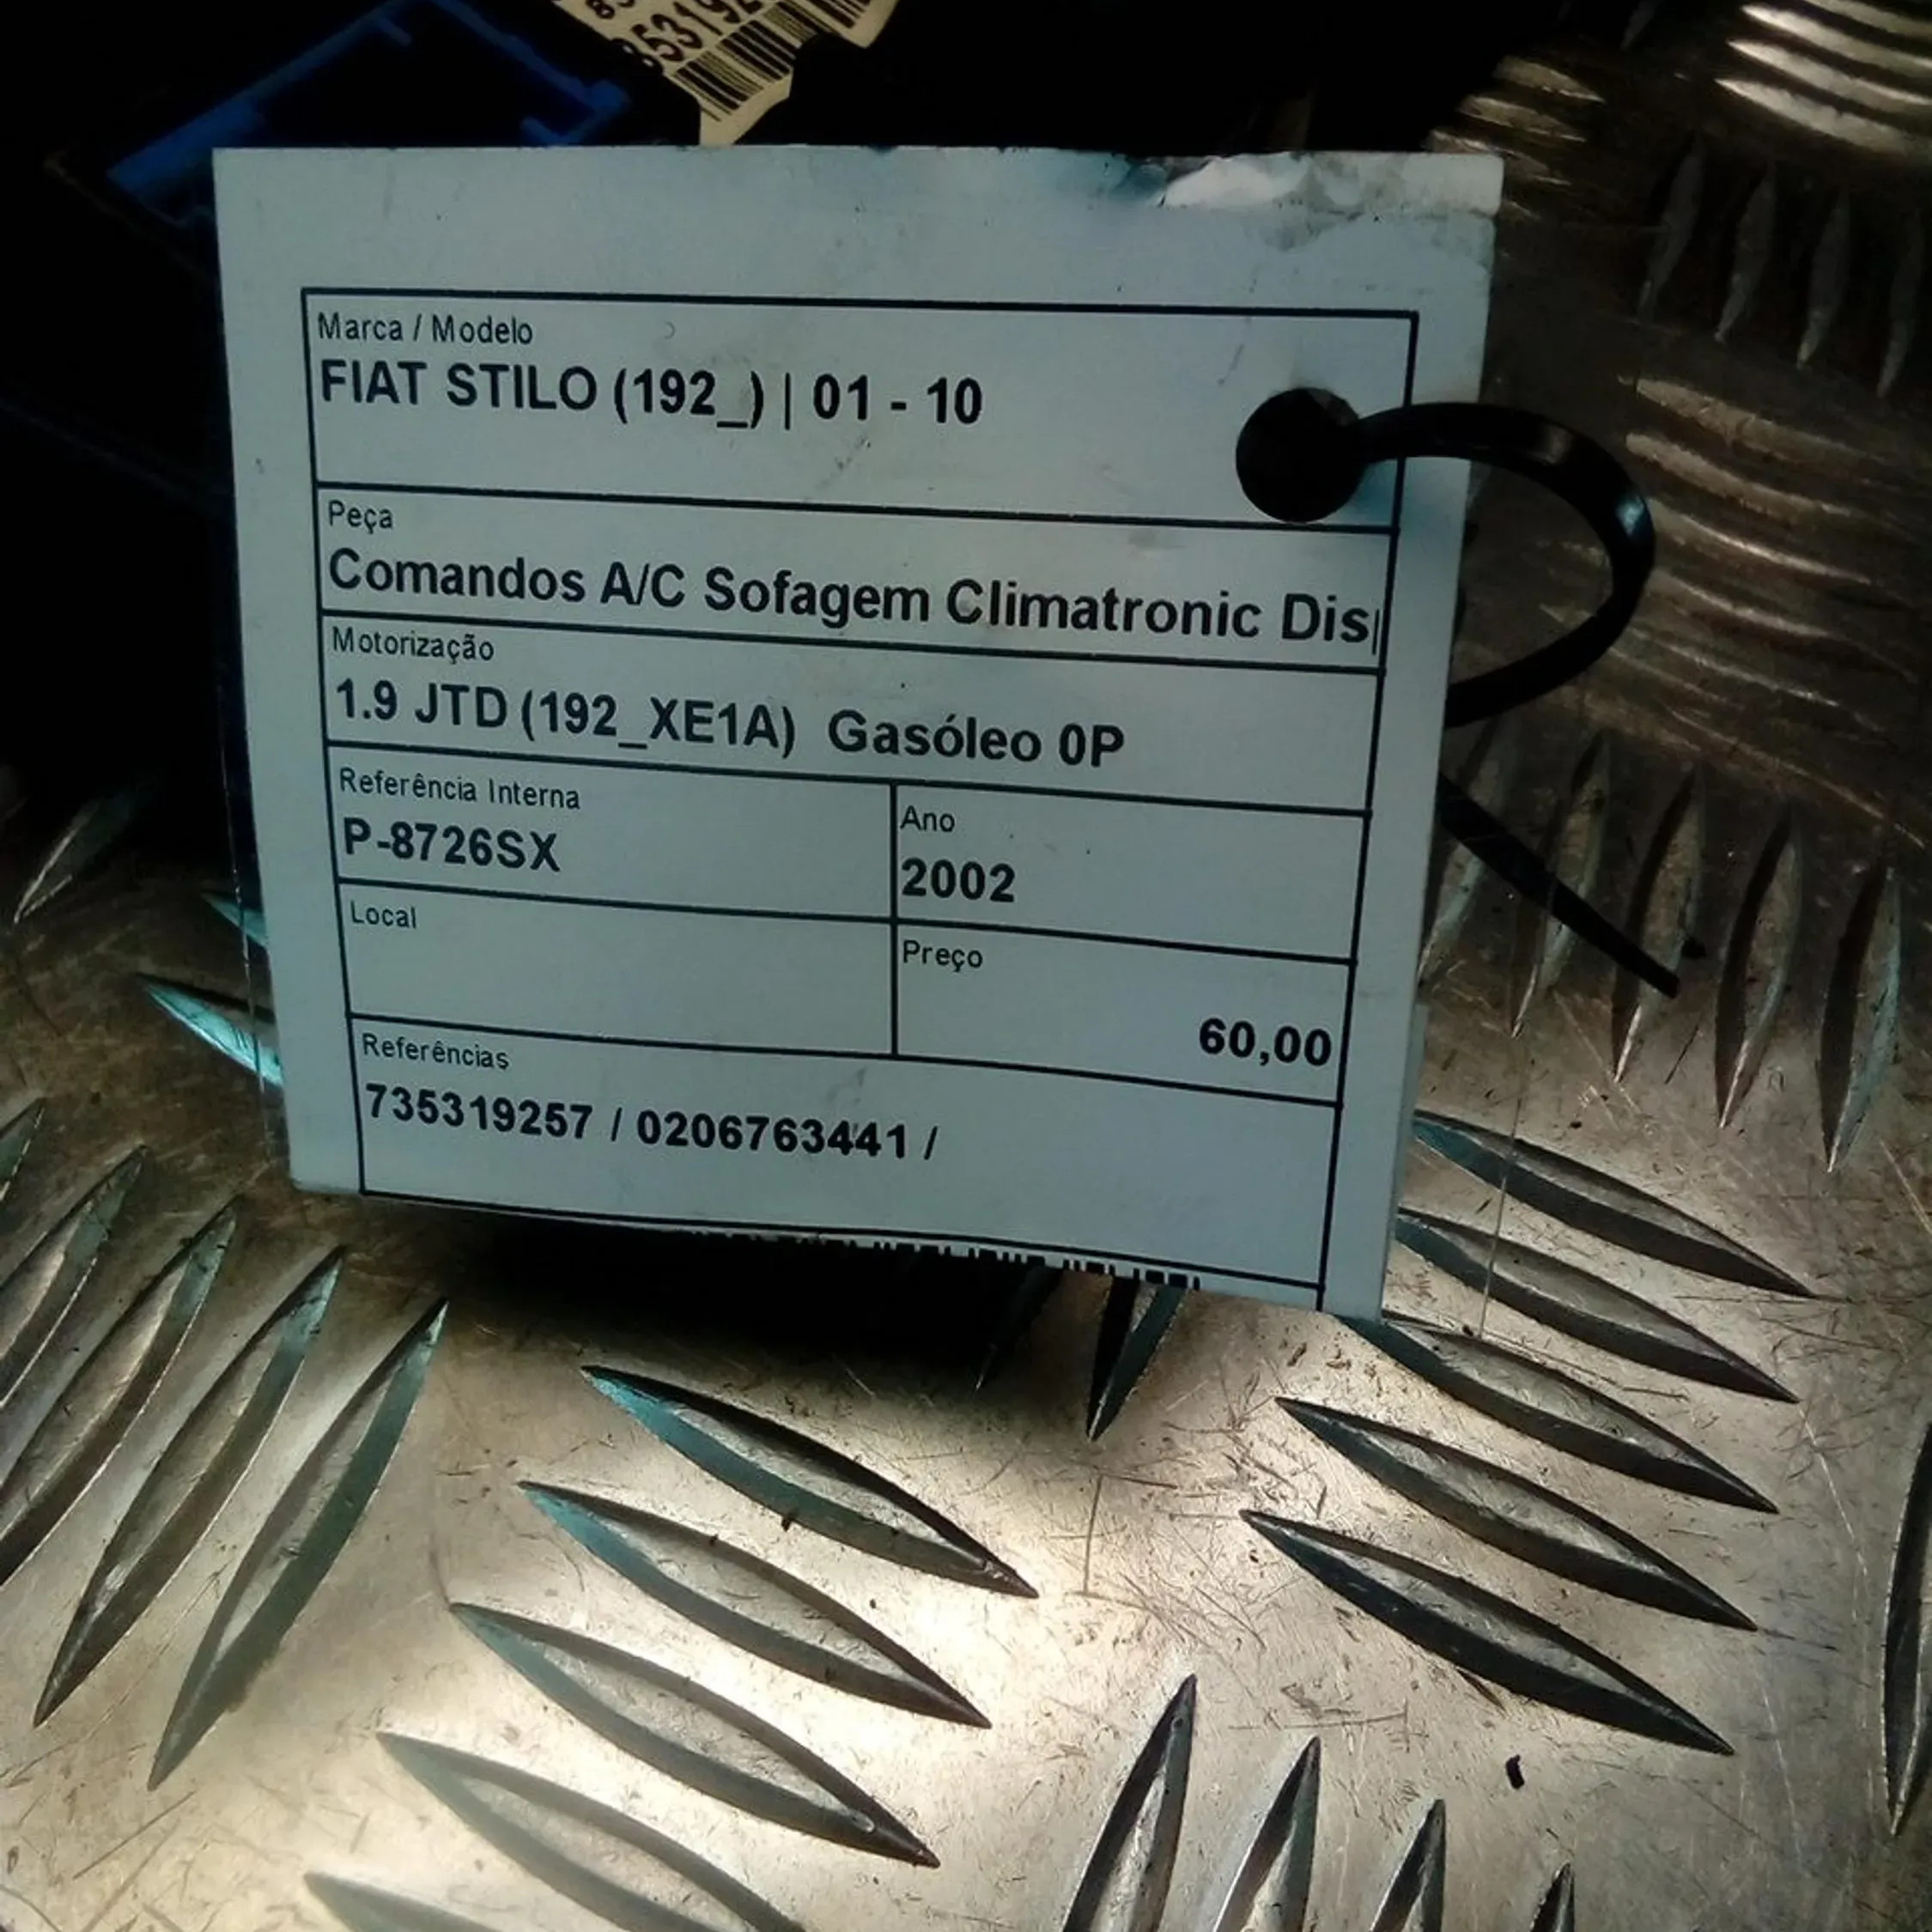 Marca / Modelo
FIAT STILO (192_) | 01 - 10
Peça
Comandos A/C Sofagem Climatronic Dis
Motorização
1.9 JTD (192_XE1A) Gasóleo 0P
Referência Interna
P-8726SX
Ano
2002
Local
Preço
60,00
Referências
735319257 / 0206763441 /